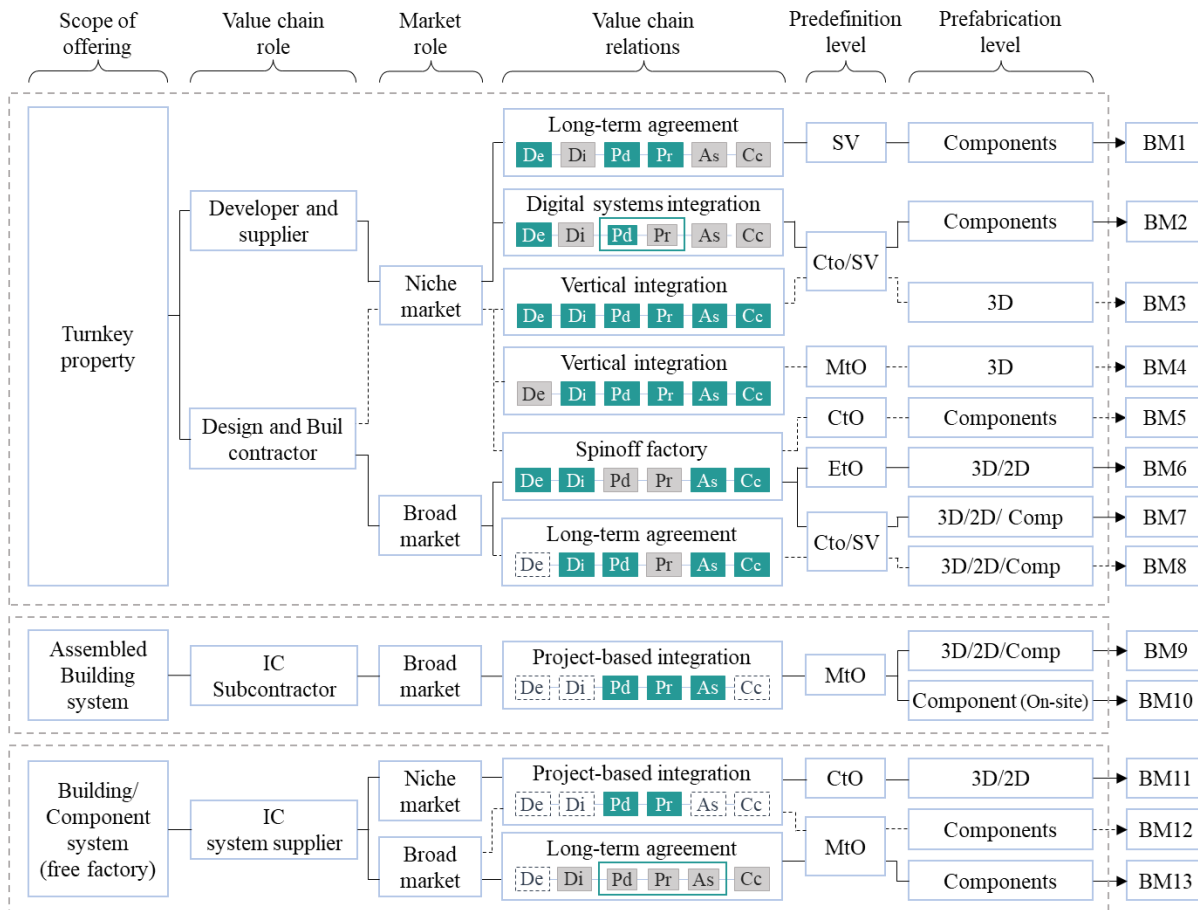 Scope of
offering
Value chain
role
Market
role
Value chain
relations
Predefinition
level
Prefabrication
level
Turnkey
property
Developer and
supplier
Design and Buil
contractor
Niche
market
Broad
market
Long-term agreement
De Di Pd Pr As Cc
SV
Components
BM1
Digital systems integration
De Di Pd Pr As Cc
Cto/SV
Components
BM2
Vertical integration
De Di Pd Pr As Cc
3D
BM3
Vertical integration
De Di Pd Pr As Cc
MtO
3D
BM4
CtO
Components
BM5
Spinoff factory
De Di Pd Pr As Cc
EtO
3D/2D
BM6
Cto/SV
3D/2D/ Comp
BM7
Long-term agreement
De Di Pd Pr As Cc
3D/2D/Comp
BM8
Assembled
Building
system
IC
Subcontractor
Broad
market
Project-based integration
De Di Pd Pr As Cc
MtO
3D/2D/Comp
BM9
Component (On-site)
BM10
Building/
Component
system
(free factory)
IC
system supplier
Niche
market
Broad
market
Project-based integration
De Di Pd Pr As Cc
CtO
3D/2D
BM11
MtO
Components
BM12
Long-term agreement
De Di Pd Pr As Cc
Components
BM13